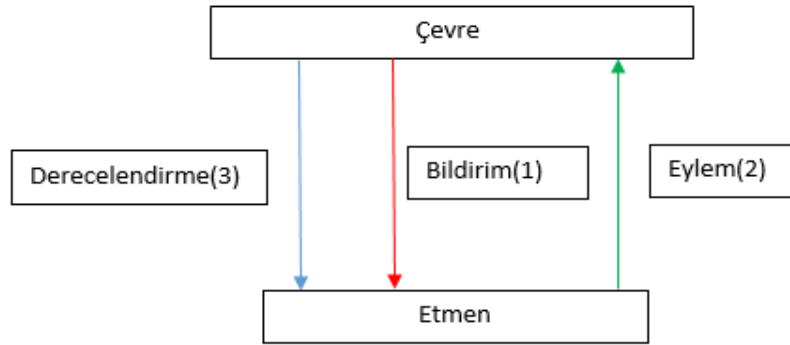 Çevre
Derecelendirme(3)
Bildirim(1)
Eylem(2)
Etmen